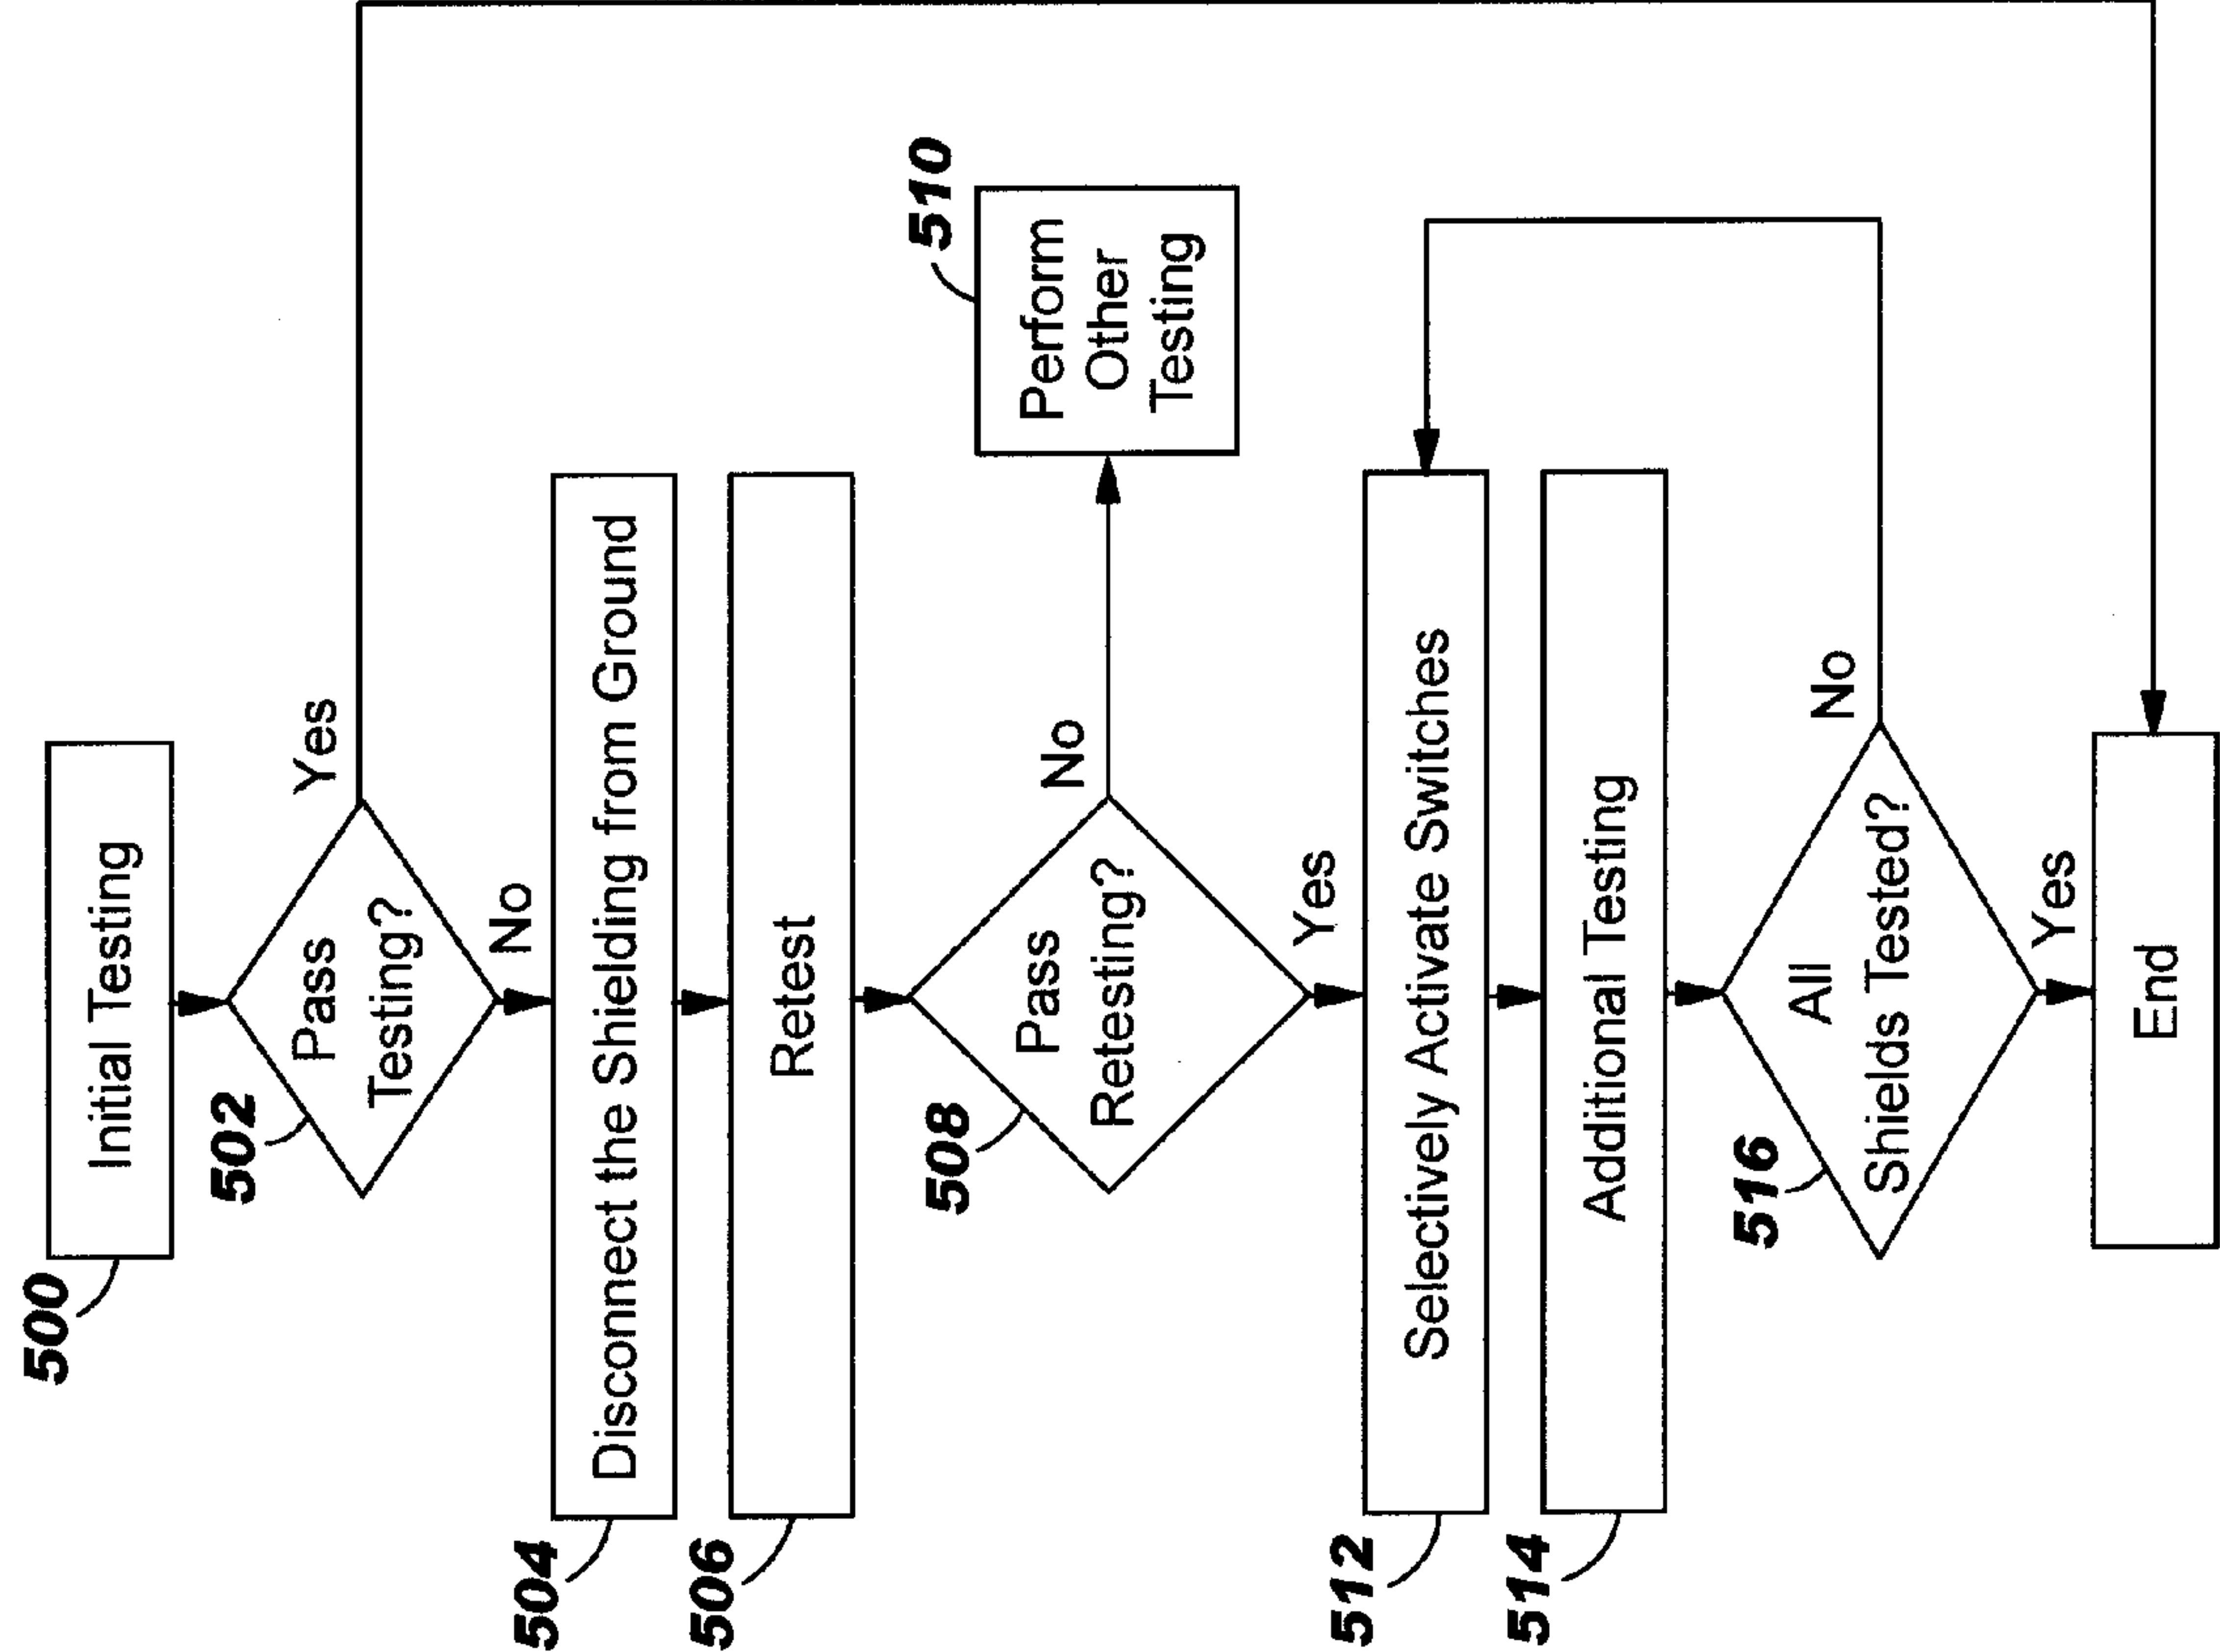 500
Initial Testing
502
Pass
Testing?
Yes
No
504
Disconnect the Shielding from Ground
506
Retest
508
Pass
Retesting?
No
510
Perform
Other
Testing
Yes
512
Selectively Activate Switches
514
Additional Testing
516
All
Shields Tested?
No
Yes
End